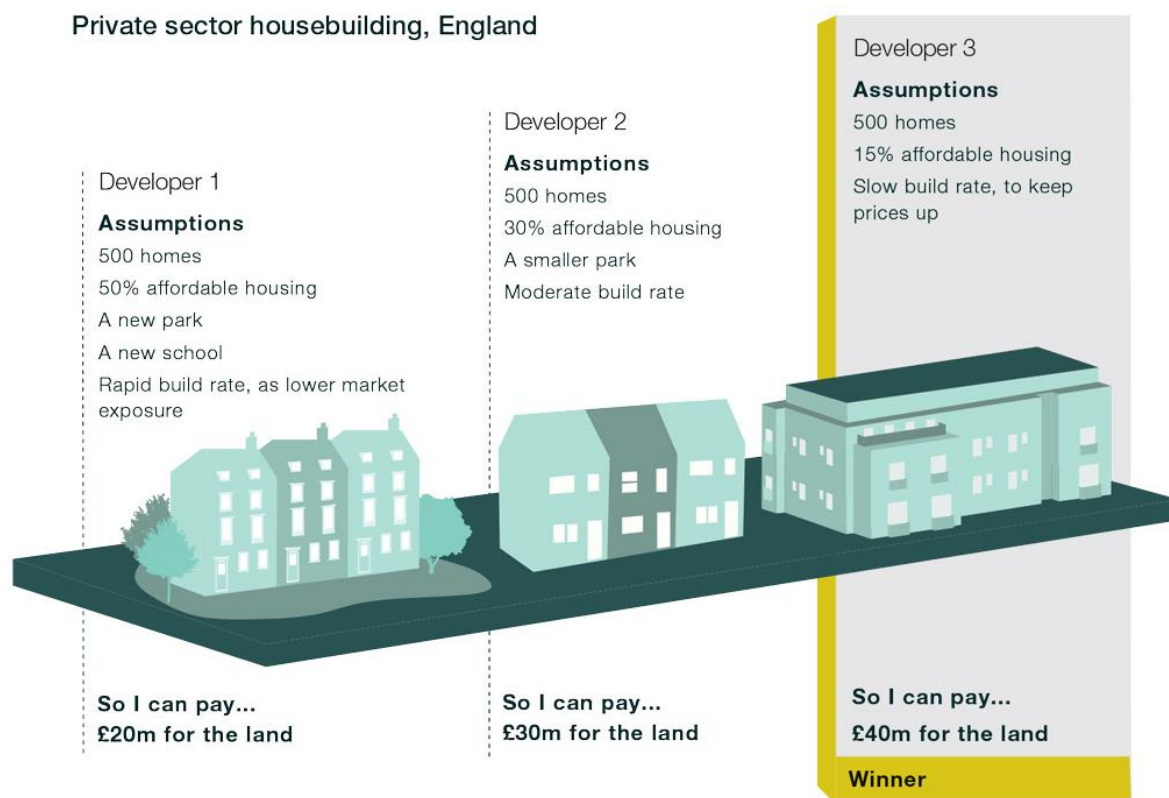 Private sector housebuilding, England
Developer 1
Assumptions
500 homes
50% affordable housing
A new park
A new school
Rapid build rate, as lower market
exposure
So I can pay...
£20m for the land
Developer 2
Assumptions
500 homes
30% affordable housing
A smaller park
Moderate build rate
So I can pay...
£30m for the land
Developer 3
Assumptions
500 homes
15% affordable housing
Slow build rate, to keep
prices up
So I can pay...
£40m for the land
Winner